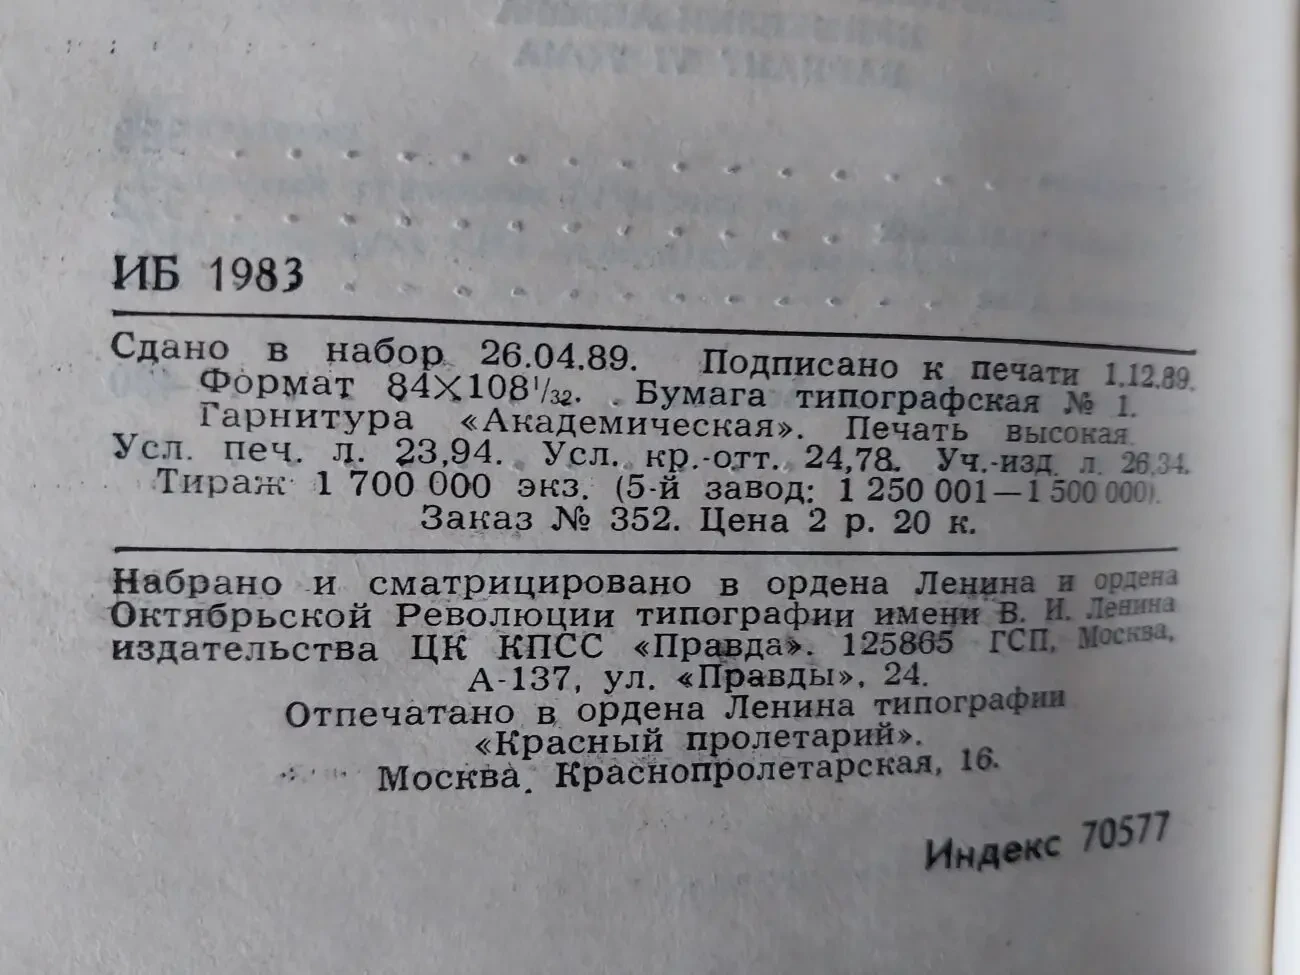 ИБ 1983
Сдано в набор 26.04.89. Подписано к печати 1.12.89.
Формат 84×108¹/₃₂. Бумага типографская № 1.
Гарнитура «Академическая». Печать высокая.
Усл. печ. л. 23,94. Усл. кр.-отт. 24,78. Уч.-изд. л. 26,34.
Тираж 1 700 000 экз. (5-й завод: 1 250 001—1 500 000).
Заказ № 352. Цена 2 р. 20 к.
Набрано и сматрицировано в ордена Ленина и ордена
Октябрьской Революции типографии имени В. И. Ленина
издательства ЦК КПСС «Правда». 125865 ГСП, Москва,
А-137, ул. «Правды», 24.
Отпечатано в ордена Ленина типографии
«Красный пролетарий».
Москва, Краснопролетарская, 16.
Индекс 70577